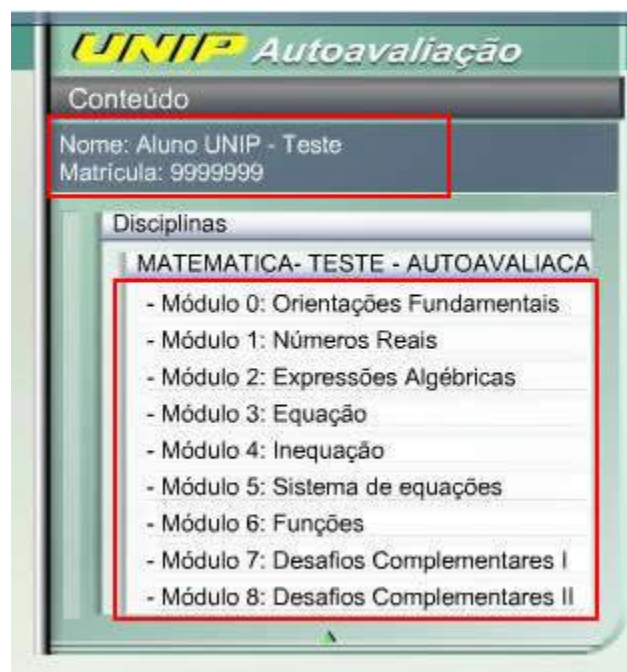 UNIP Autoavaliação
Conteúdo
Nome: Aluno UNIP - Teste
Matrícula: 9999999
Disciplinas
MATEMATICA- TESTE - AUTOAVALIACA
- Módulo 0: Orientações Fundamentais
- Módulo 1: Números Reais
- Módulo 2: Expressões Algébricas
- Módulo 3: Equação
- Módulo 4: Inequação
- Módulo 5: Sistema de equações
- Módulo 6: Funções
- Módulo 7: Desafios Complementares I
- Módulo 8: Desafios Complementares II